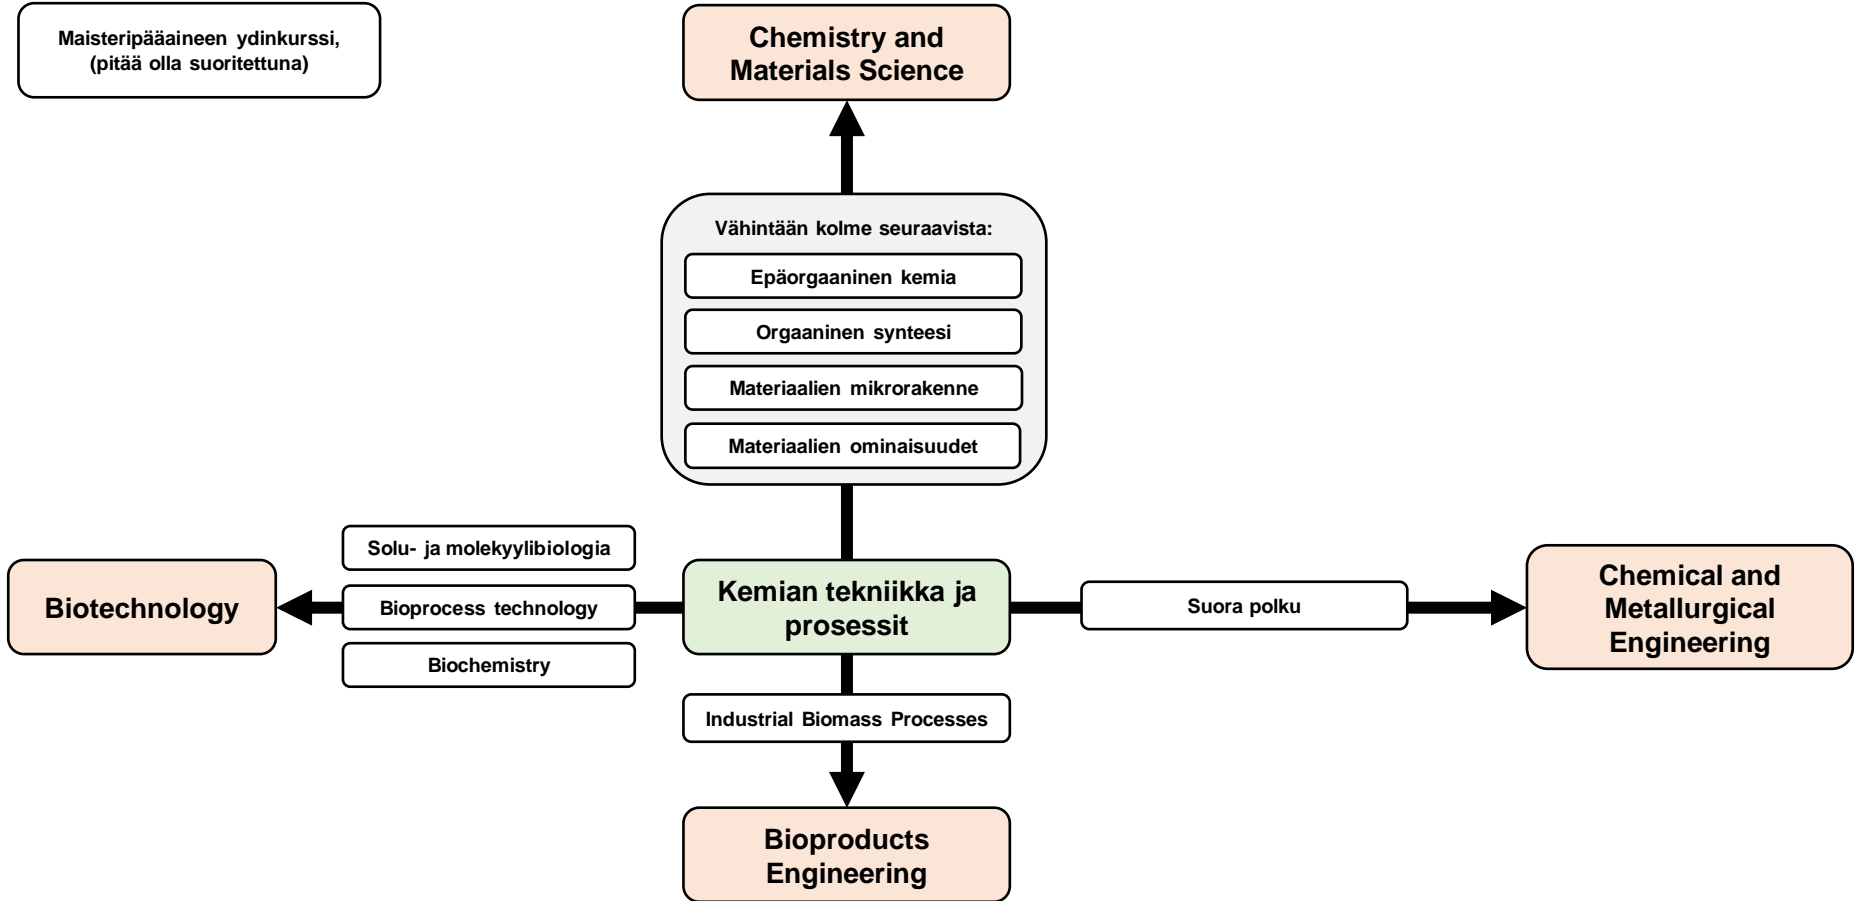 Maisteripääaineen ydinkurssi,
(pitää olla suoritettuna)
Chemistry and
Materials Science
Vähintään kolme seuraavista:
Epäorgaaninen kemia
Orgaaninen synteesi
Materiaalien mikrorakenne
Materiaalien ominaisuudet
Solu- ja molekyylibiologia
Biotechnology
Bioprocess technology
Biochemistry
Kemian tekniikka ja
prosessit
Suora polku
Chemical and
Metallurgical
Engineering
Industrial Biomass Processes
Bioproducts
Engineering